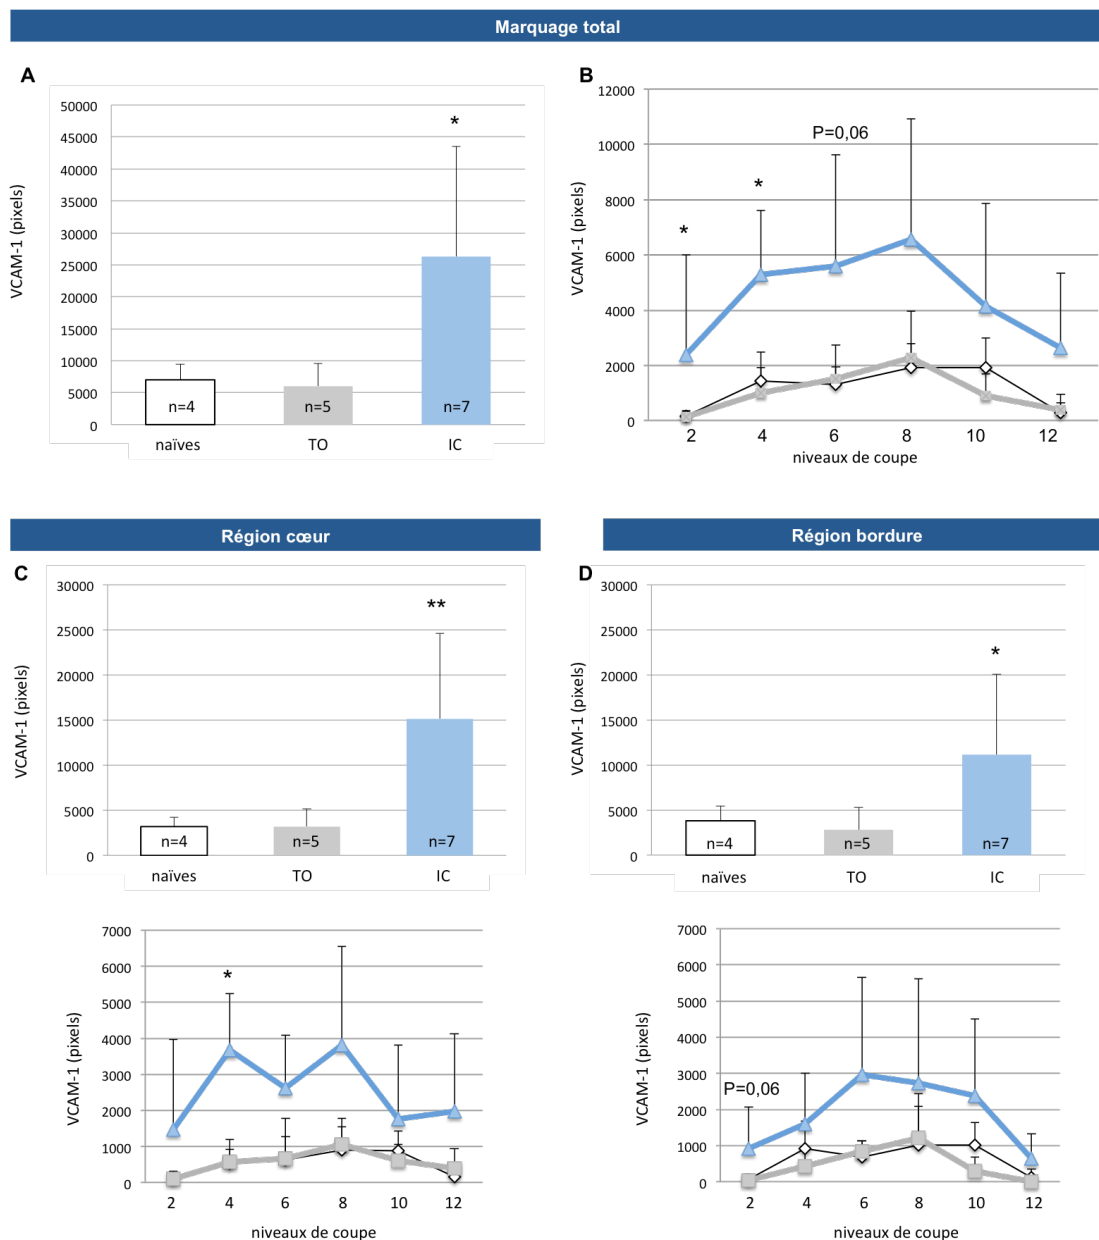 Marquage total
A
VCAM-1 (pixels)
50000
45000
40000
35000
30000
25000
20000
15000
10000
5000
0
*
n=4
n=5
n=7
naïves
TO
IC
B
VCAM-1 (pixels)
12000
10000
8000
6000
4000
2000
0
*
*
P=0,06
2
4
6
8
10
12
niveaux de coupe
Région cœur
C
VCAM-1 (pixels)
30000
25000
20000
15000
10000
5000
0
**
n=4
n=5
n=7
naïves
TO
IC
VCAM-1 (pixels)
7000
6000
5000
4000
3000
2000
1000
0
*
2
4
6
8
10
12
niveaux de coupe
Région bordure
D
VCAM-1 (pixels)
30000
25000
20000
15000
10000
5000
0
*
n=4
n=5
n=7
naïves
TO
IC
VCAM-1 (pixels)
7000
6000
5000
4000
3000
2000
1000
0
P=0,06
2
4
6
8
10
12
niveaux de coupe